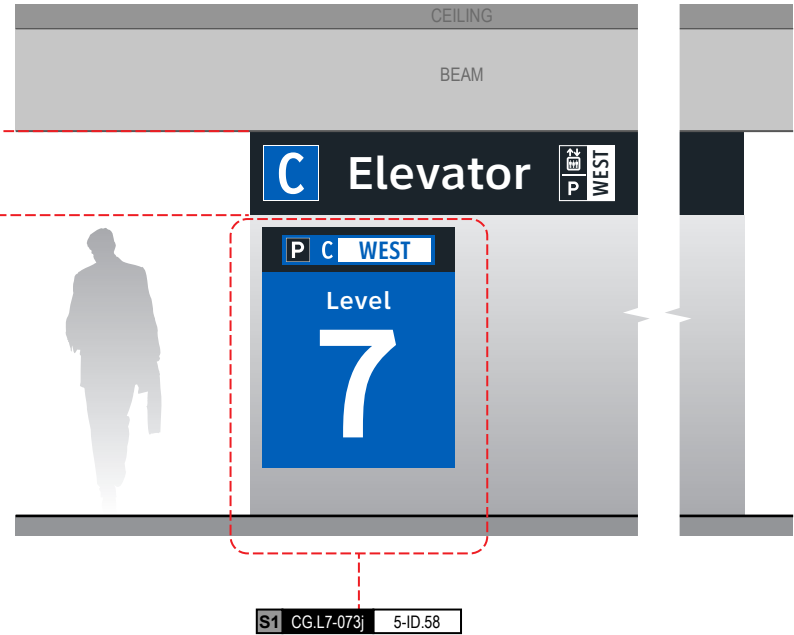 CEILING
BEAM
C Elevator P WEST
P C WEST
Level
7
S1 CG.L7-073j 5-ID.58